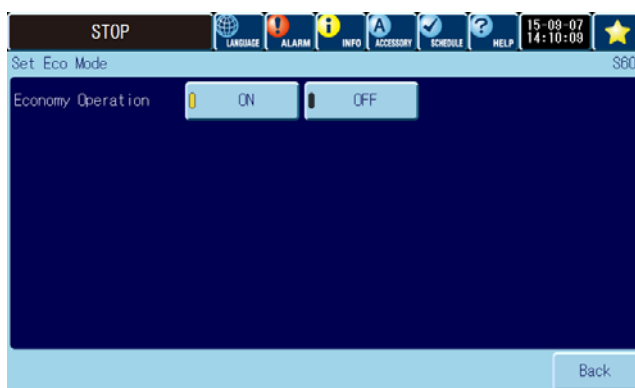 STOP
LANGUAGE
ALARM
INFO
A
ACCESSORY
SCHEDULE
HELP
15-09-07
14:10:09
Set Eco Mode S60
Economy Operation ON OFF
Back